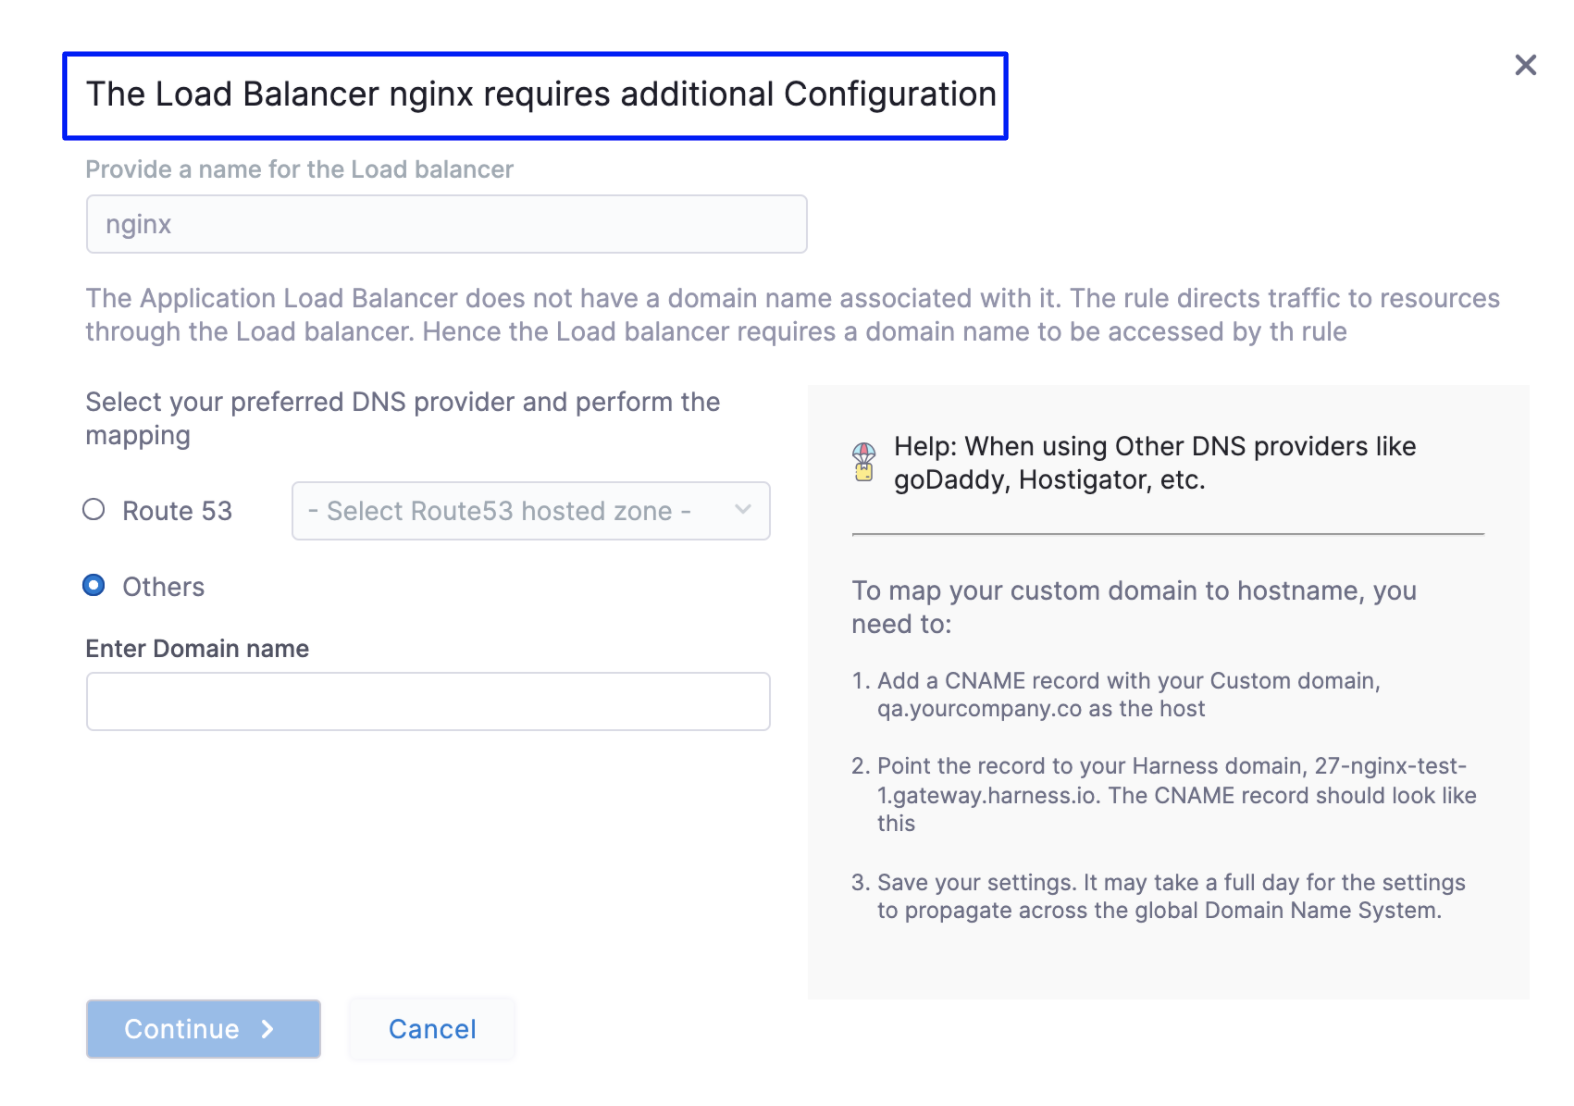 The Load Balancer nginx requires additional Configuration
Provide a name for the Load balancer
nginx
The Application Load Balancer does not have a domain name associated with it. The rule directs traffic to resources
through the Load balancer. Hence the Load balancer requires a domain name to be accessed by th rule
Select your preferred DNS provider and perform the
mapping
Route 53
- Select Route53 hosted zone -
Others
Enter Domain name
Help: When using Other DNS providers like
goDaddy, Hostigator, etc.
To map your custom domain to hostname, you
need to:
1. Add a CNAME record with your Custom domain,
qa.yourcompany.co as the host
2. Point the record to your Harness domain, 27-nginx-test-
1.gateway.harness.io. The CNAME record should look like
this
3. Save your settings. It may take a full day for the settings
to propagate across the global Domain Name System.
Continue
Cancel